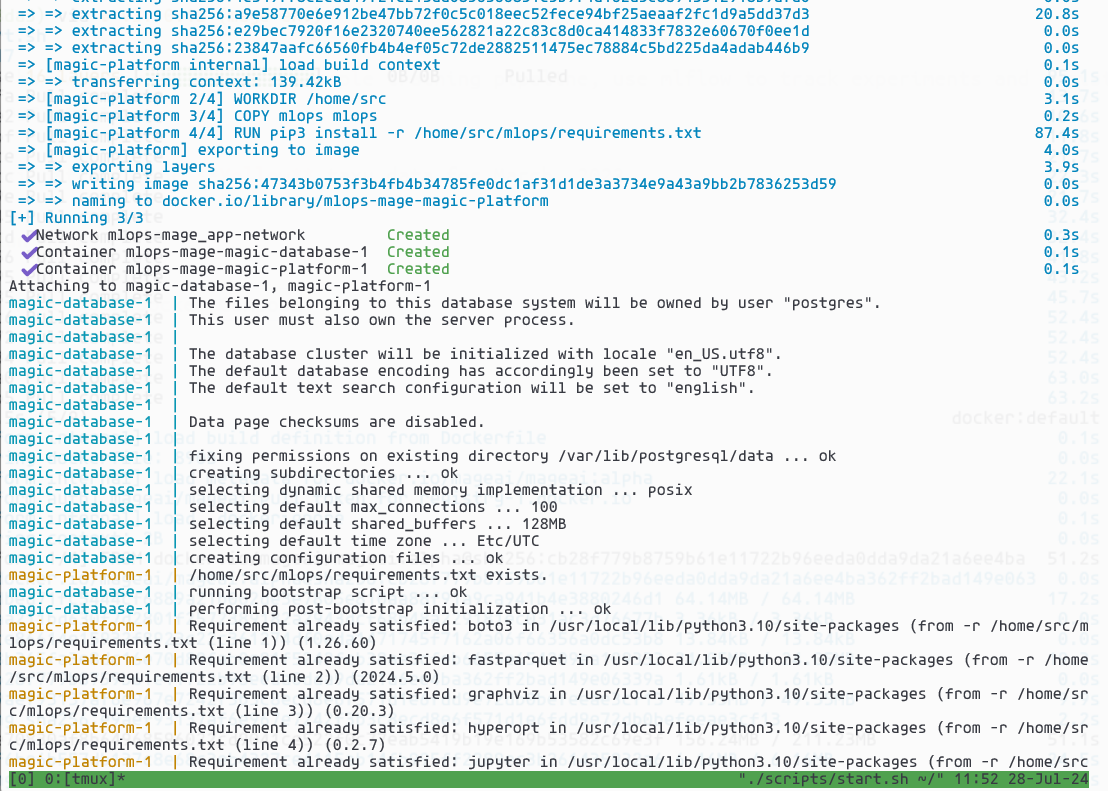 => => extracting sha256:a9e58770e6e912be47bb72f0c5c018eec52fece94bf25aeaaf2fc1d9a5dd37d3 20.8s
=> => extracting sha256:e29bec7920f16e2320740ee562821a22c83c8d0ca414833f7832e60670f0ee1d 0.0s
=> => extracting sha256:23847aafc66560fb4b4ef05c72de2882511475ec78884c5bd225da4adab446b9 0.0s
=> [magic-platform internal] load build context 0.1s
=> => transferring context: 139.42kB 0.0s
=> [magic-platform 2/4] WORKDIR /home/src 3.1s
=> [magic-platform 3/4] COPY mlops mlops 0.2s
=> [magic-platform 4/4] RUN pip3 install -r /home/src/mlops/requirements.txt 87.4s
=> [magic-platform] exporting to image 4.0s
=> => exporting layers 3.9s
=> => writing image sha256:47343b0753f3b4fb4b34785fe0dc1af31d1de3a3734e9a43a9bb2b7836253d59 0.0s
=> => naming to docker.io/library/mlops-mage-magic-platform 0.0s
[+] Running 3/3
✔Network mlops-mage_app-network Created 0.3s
✔Container mlops-mage-magic-database-1 Created 0.1s
✔Container mlops-mage-magic-platform-1 Created 0.1s
Attaching to magic-database-1, magic-platform-1
magic-database-1 | The files belonging to this database system will be owned by user "postgres".
magic-database-1 | This user must also own the server process.
magic-database-1 |
magic-database-1 | The database cluster will be initialized with locale "en_US.utf8".
magic-database-1 | The default database encoding has accordingly been set to "UTF8".
magic-database-1 | The default text search configuration will be set to "english".
magic-database-1 |
magic-database-1 | Data page checksums are disabled.
magic-database-1 |
magic-database-1 | fixing permissions on existing directory /var/lib/postgresql/data ... ok
magic-database-1 | creating subdirectories ... ok
magic-database-1 | selecting dynamic shared memory implementation ... posix
magic-database-1 | selecting default max_connections ... 100
magic-database-1 | selecting default shared_buffers ... 128MB
magic-database-1 | selecting default time zone ... Etc/UTC
magic-database-1 | creating configuration files ... ok
magic-platform-1 | /home/src/mlops/requirements.txt exists.
magic-database-1 | running bootstrap script ... ok
magic-database-1 | performing post-bootstrap initialization ... ok
magic-platform-1 | Requirement already satisfied: boto3 in /usr/local/lib/python3.10/site-packages (from -r /home/src/m
lops/requirements.txt (line 1)) (1.26.60)
magic-platform-1 | Requirement already satisfied: fastparquet in /usr/local/lib/python3.10/site-packages (from -r /home
/src/mlops/requirements.txt (line 2)) (2024.5.0)
magic-platform-1 | Requirement already satisfied: graphviz in /usr/local/lib/python3.10/site-packages (from -r /home/sr
c/mlops/requirements.txt (line 3)) (0.20.3)
magic-platform-1 | Requirement already satisfied: hyperopt in /usr/local/lib/python3.10/site-packages (from -r /home/sr
c/mlops/requirements.txt (line 4)) (0.2.7)
magic-platform-1 | Requirement already satisfied: jupyter in /usr/local/lib/python3.10/site-packages (from -r /home/src
[0] 0:[tmux]* "./scripts/start.sh ~/" 11:52 28-Jul-24